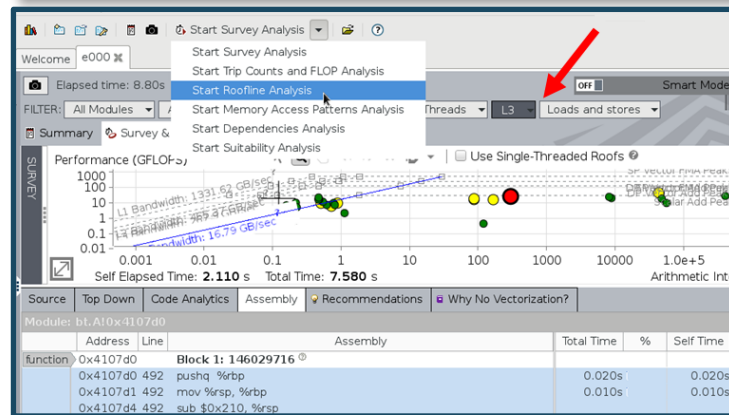 Start Survey Analysis
Welcome e000
Start Survey Analysis
Start Trip Counts and FLOP Analysis
Elapsed time: 8.80s
OFF Smart Mode
Start Roofline Analysis
FILTER: All Modules
Start Memory Access Patterns Analysis
Threads L3 Loads and stores
Start Dependencies Analysis
Summary Survey &
Start Suitability Analysis
SURVEY
Performance (GFLOPS)
Use Single-Threaded Roofs
1000
100
10
1
0.1
0.01
L1 Bandwidth: 1331.62 GB/sec
Bandwidth: 16.79 GB/sec
SP Vector FMA Peak
Scalar Add Pea
0.001 0.01 0.1 1 10 100 1000 10000 1.0e+5
Self Elapsed Time: 2.110 s Total Time: 7.580 s Arithmetic Int
Source Top Down Code Analytics Assembly Recommendations Why No Vectorization?
Module: bt.A!0x4107d0
Address Line Assembly Total Time % Self Time
function 0x4107d0 Block 1: 146029716
0x4107d0 492 pushq %rbp 0.020s 0.020s
0x4107d1 492 mov %rsp, %rbp 0.010s 0.010s
0x4107d4 492 sub $0x210, %rsp